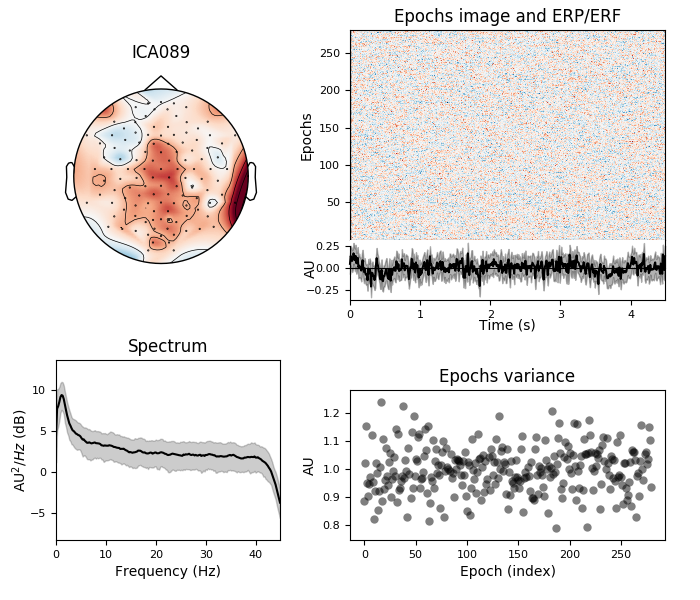 ICA089
Epochs image and ERP/ERF
Epochs
250
200
150
100
50
AU
0.25
0.00
−0.25
0 1 2 3 4
Time (s)
Spectrum
AU²/Hz (dB)
10
5
0
−5
0 10 20 30 40
Frequency (Hz)
Epochs variance
AU
1.2
1.1
1.0
0.9
0.8
0 50 100 150 200 250
Epoch (index)